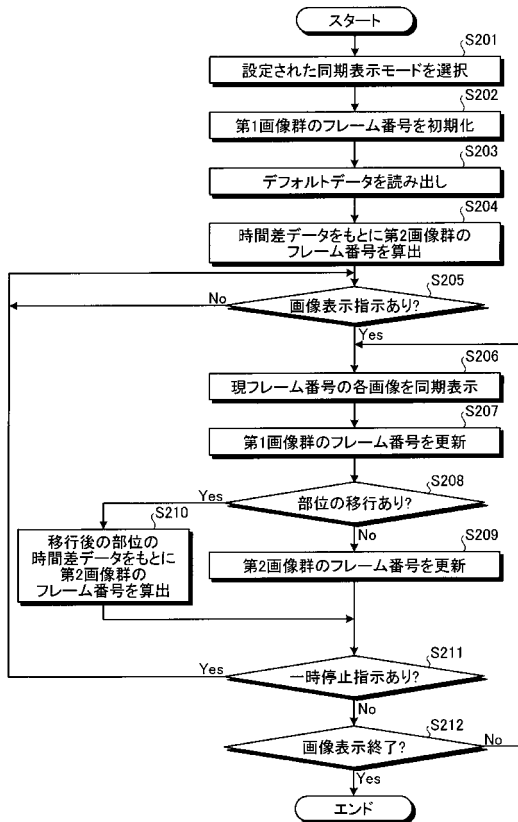 スタート
S201
設定された同期表示モードを選択
S202
第1画像群のフレーム番号を初期化
S203
デフォルトデータを読み出し
S204
時間差データをもとに第2画像群の
フレーム番号を算出
S205
No
画像表示指示あり?
Yes
S206
現フレーム番号の各画像を同期表示
S207
第1画像群のフレーム番号を更新
S208
Yes
部位の移行あり?
No
S210
移行後の部位の
時間差データをもとに
第2画像群の
フレーム番号を算出
S209
第2画像群のフレーム番号を更新
S211
Yes
一時停止指示あり?
No
S212
画像表示終了?
No
Yes
エンド